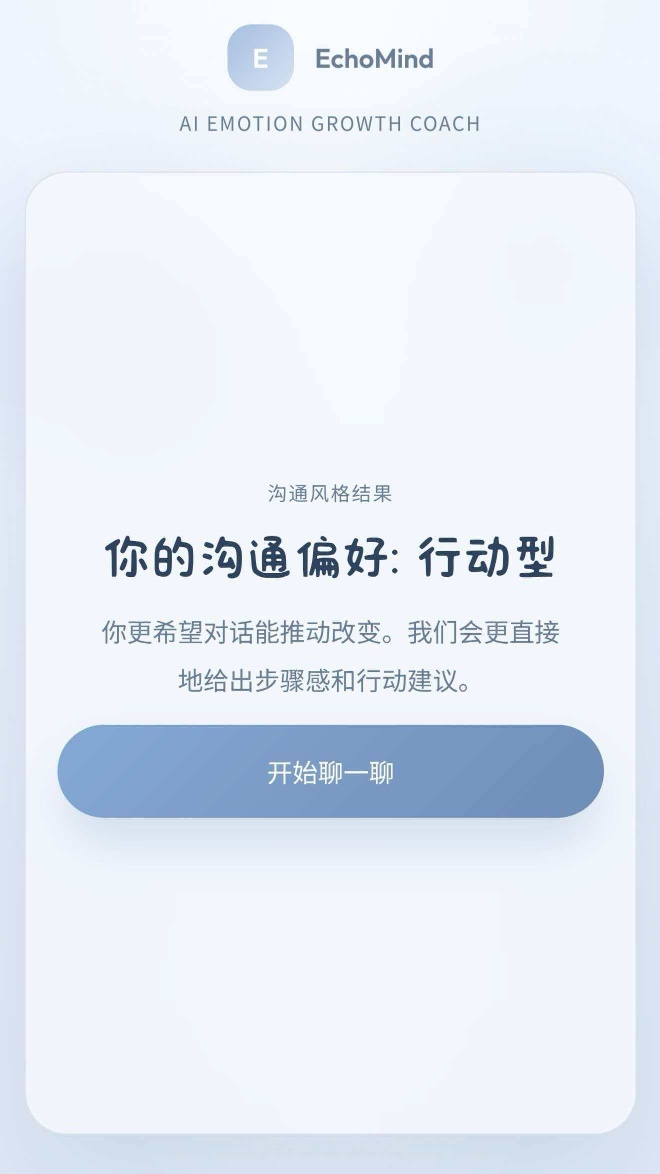 E
EchoMind
AI EMOTION GROWTH COACH
沟通风格结果
你的沟通偏好: 行动型
你更希望对话能推动改变。我们会更直接
地给出步骤感和行动建议。
开始聊一聊